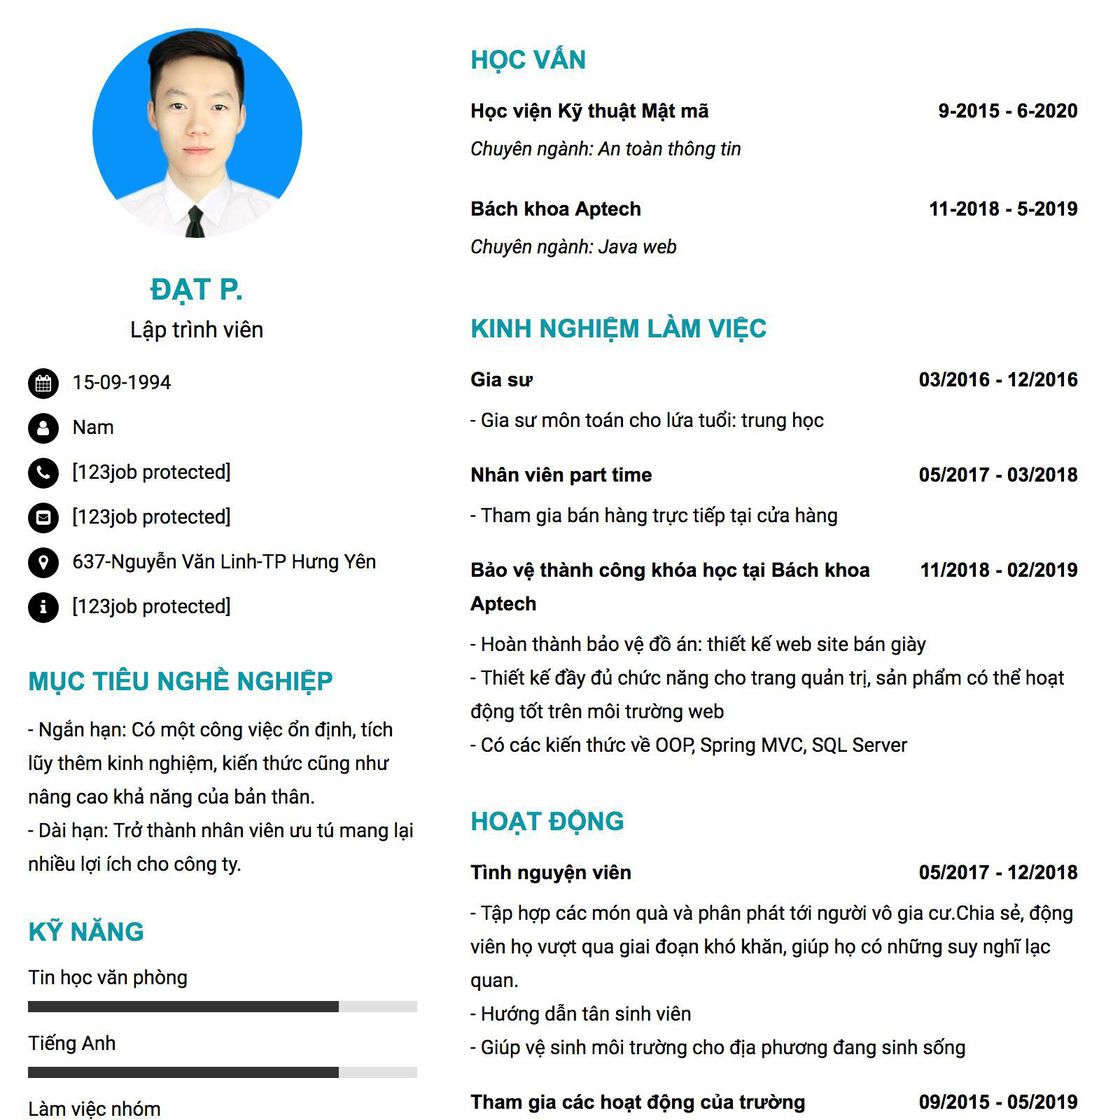 ĐẠT P.
Lập trình viên
15-09-1994
Nam
[123job protected]
[123job protected]
637-Nguyễn Văn Linh-TP Hưng Yên
[123job protected]
MỤC TIÊU NGHỀ NGHIỆP
- Ngắn hạn: Có một công việc ổn định, tích
lũy thêm kinh nghiệm, kiến thức cũng như
nâng cao khả năng của bản thân.
- Dài hạn: Trở thành nhân viên ưu tú mang lại
nhiều lợi ích cho công ty.
KỸ NĂNG
Tin học văn phòng
Tiếng Anh
Làm việc nhóm
HỌC VẤN
Học viện Kỹ thuật Mật mã 9-2015 - 6-2020
Chuyên ngành: An toàn thông tin
Bách khoa Aptech 11-2018 - 5-2019
Chuyên ngành: Java web
KINH NGHIỆM LÀM VIỆC
Gia sư 03/2016 - 12/2016
- Gia sư môn toán cho lứa tuổi: trung học
Nhân viên part time 05/2017 - 03/2018
- Tham gia bán hàng trực tiếp tại cửa hàng
Bảo vệ thành công khóa học tại Bách khoa 11/2018 - 02/2019
Aptech
- Hoàn thành bảo vệ đồ án: thiết kế web site bán giày
- Thiết kế đầy đủ chức năng cho trang quản trị, sản phẩm có thể hoạt
động tốt trên môi trường web
- Có các kiến thức về OOP, Spring MVC, SQL Server
HOẠT ĐỘNG
Tình nguyện viên 05/2017 - 12/2018
- Tập hợp các món quà và phân phát tới người vô gia cư.Chia sẻ, động
viên họ vượt qua giai đoạn khó khăn, giúp họ có những suy nghĩ lạc
quan.
- Hướng dẫn tân sinh viên
- Giúp vệ sinh môi trường cho địa phương đang sinh sống
Tham gia các hoạt động của trường 09/2015 - 05/2019